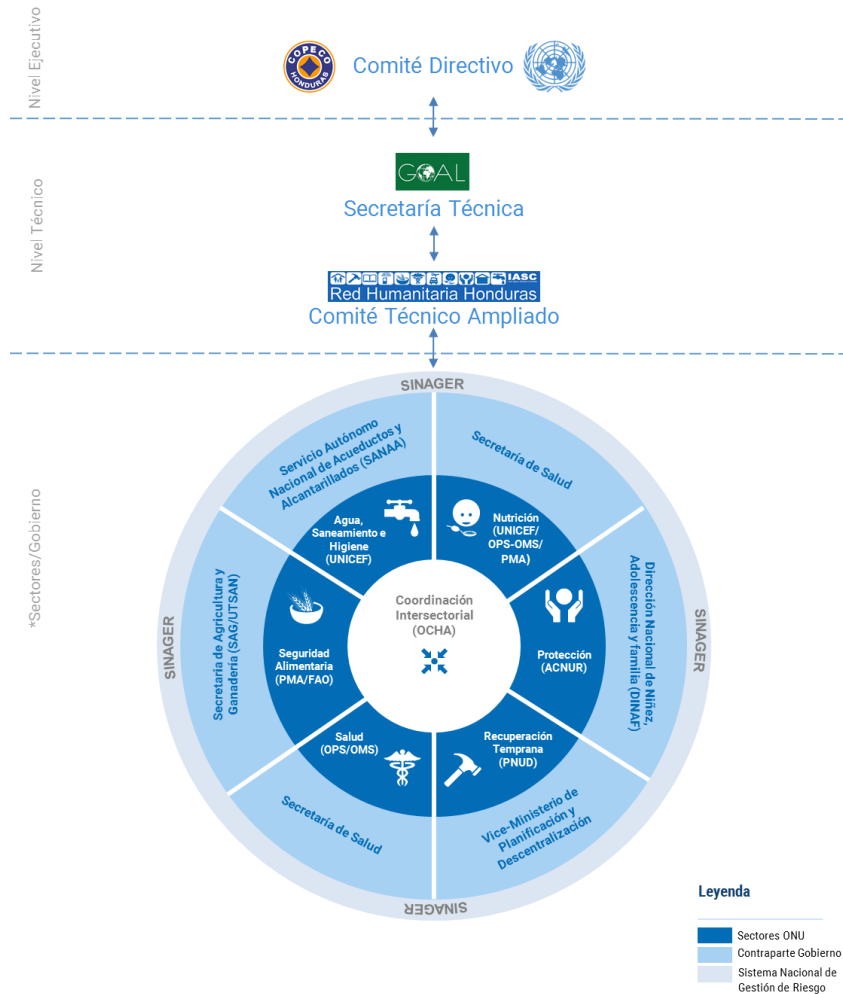 Nivel Ejecutivo
COPECO
HONDURAS
Comité Directivo
Nivel Técnico
GOAL
Secretaría Técnica
IASC
Red Humanitaria Honduras
Comité Técnico Ampliado
*Sectores/Gobierno
SINAGER
Servicio Autónomo
Nacional de Acueductos y
Alcantarillados (SANAA)
Secretaría de Salud
Agua,
Saneamiento e
Higiene
(UNICEF)
Nutrición
(UNICEF/
OPS-OMS/
PMA)
SINAGER
Secretaria de Agricultura y
Ganadería (SAG/UTSAN)
Seguridad
Alimentaria
(PMA/FAO)
Coordinación
Intersectorial
(OCHA)
Protección
(ACNUR)
Dirección Nacional de Niñez,
Adolescencia y familia (DINAF)
SINAGER
Salud
(OPS/OMS)
Recuperación
Temprana
(PNUD)
Secretaría de Salud
Vice-Ministerio de
Planificación y
Descentralización
SINAGER
Leyenda
Sectores ONU
Contraparte Gobierno
Sistema Nacional de
Gestión de Riesgo